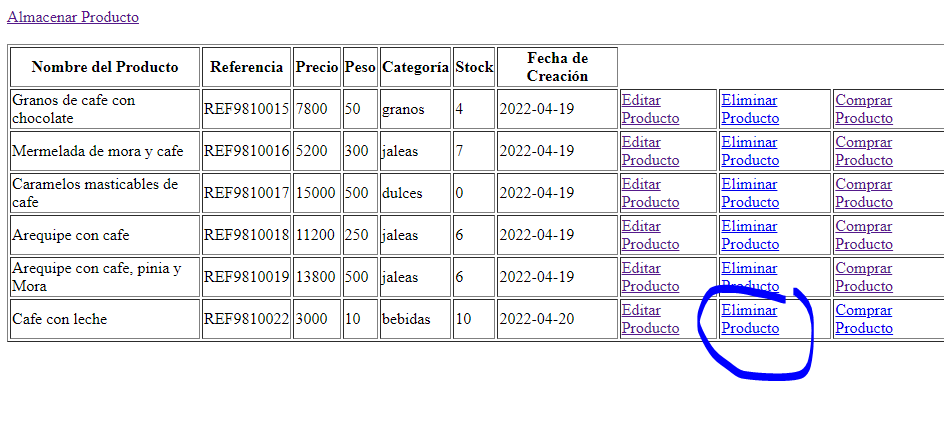 Almacenar Producto
Nombre del Producto Referencia Precio Peso Categoría Stock Fecha de
Creación
Granos de cafe con
chocolate REF9810015 7800 50 granos 4 2022-04-19 Editar
Producto Eliminar
Producto Comprar
Producto
Mermelada de mora y cafe REF9810016 5200 300 jaleas 7 2022-04-19 Editar
Producto Eliminar
Producto Comprar
Producto
Caramelos masticables de
cafe REF9810017 15000 500 dulces 0 2022-04-19 Editar
Producto Eliminar
Producto Comprar
Producto
Arequipe con cafe REF9810018 11200 250 jaleas 6 2022-04-19 Editar
Producto Eliminar
Producto Comprar
Producto
Arequipe con cafe, pinia y
Mora REF9810019 13800 500 jaleas 6 2022-04-19 Editar
Producto Eliminar
Producto Comprar
Producto
Cafe con leche REF9810022 3000 10 bebidas 10 2022-04-20 Editar
Producto Eliminar
Producto Comprar
Producto